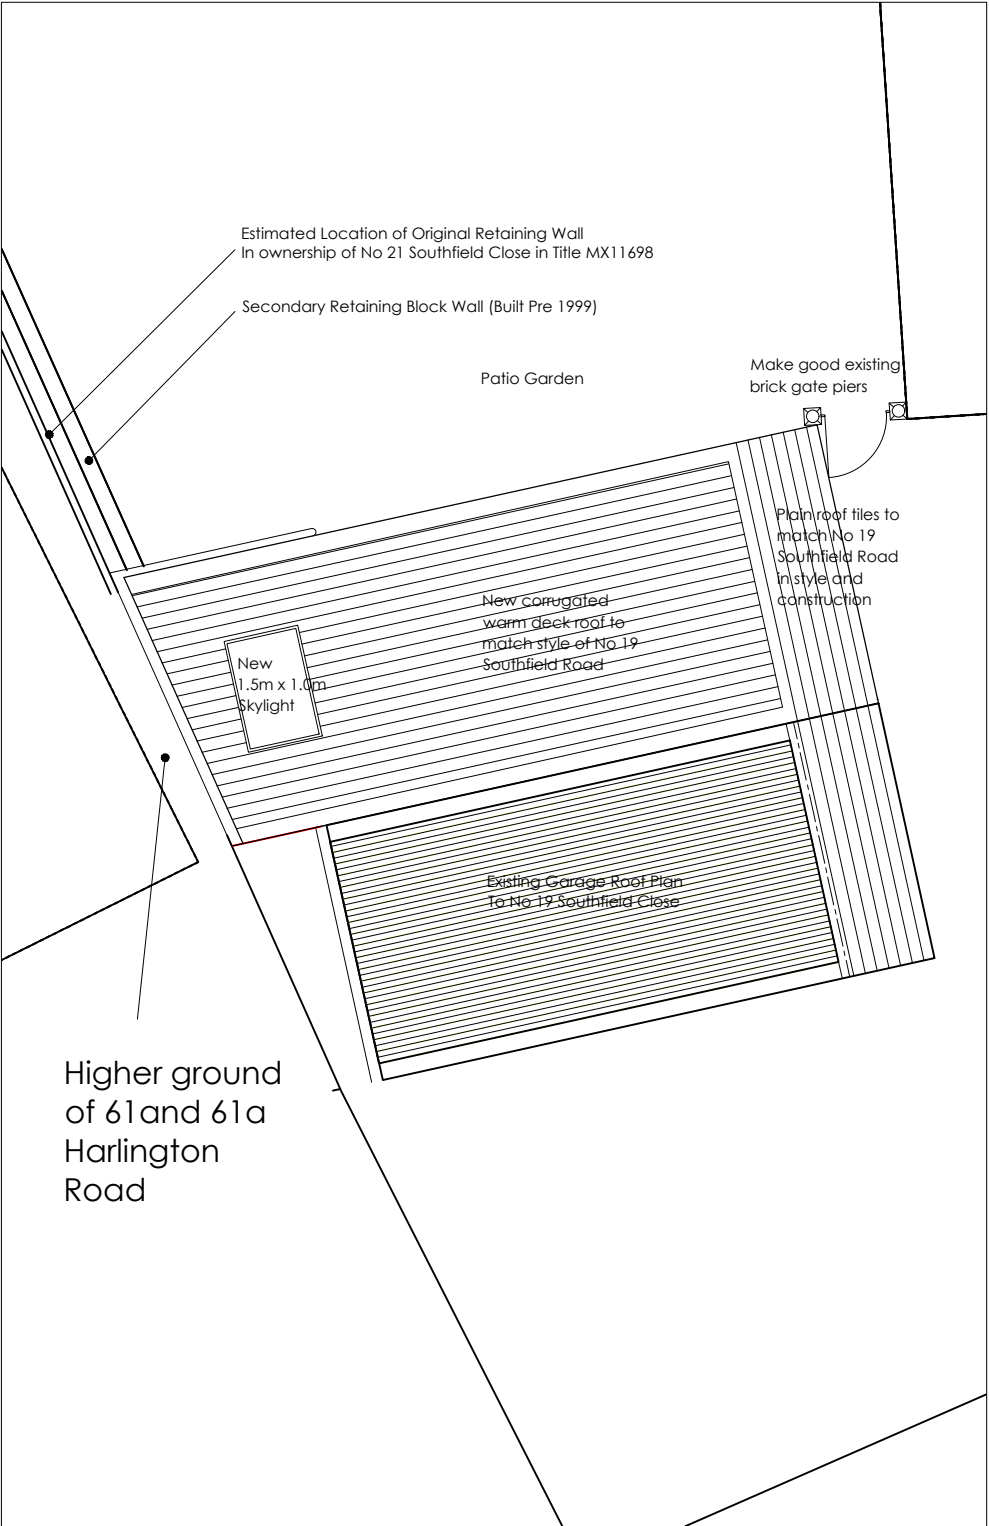 Estimated Location of Original Retaining Wall
In ownership of No 21 Southfield Close in Title MX11698
Secondary Retaining Block Wall (Built Pre 1999)
Patio Garden
Make good existing
brick gate piers
Plain roof tiles to
match No 19
Southfield Road
in style and
construction
New corrugated
warm deck roof to
match style of No 19
Southfield Road
New
1.5m x 1.0m
Skylight
Existing Garage Roof Plan
To No 19 Southfield Close
Higher ground
of 61and 61a
Harlington
Road